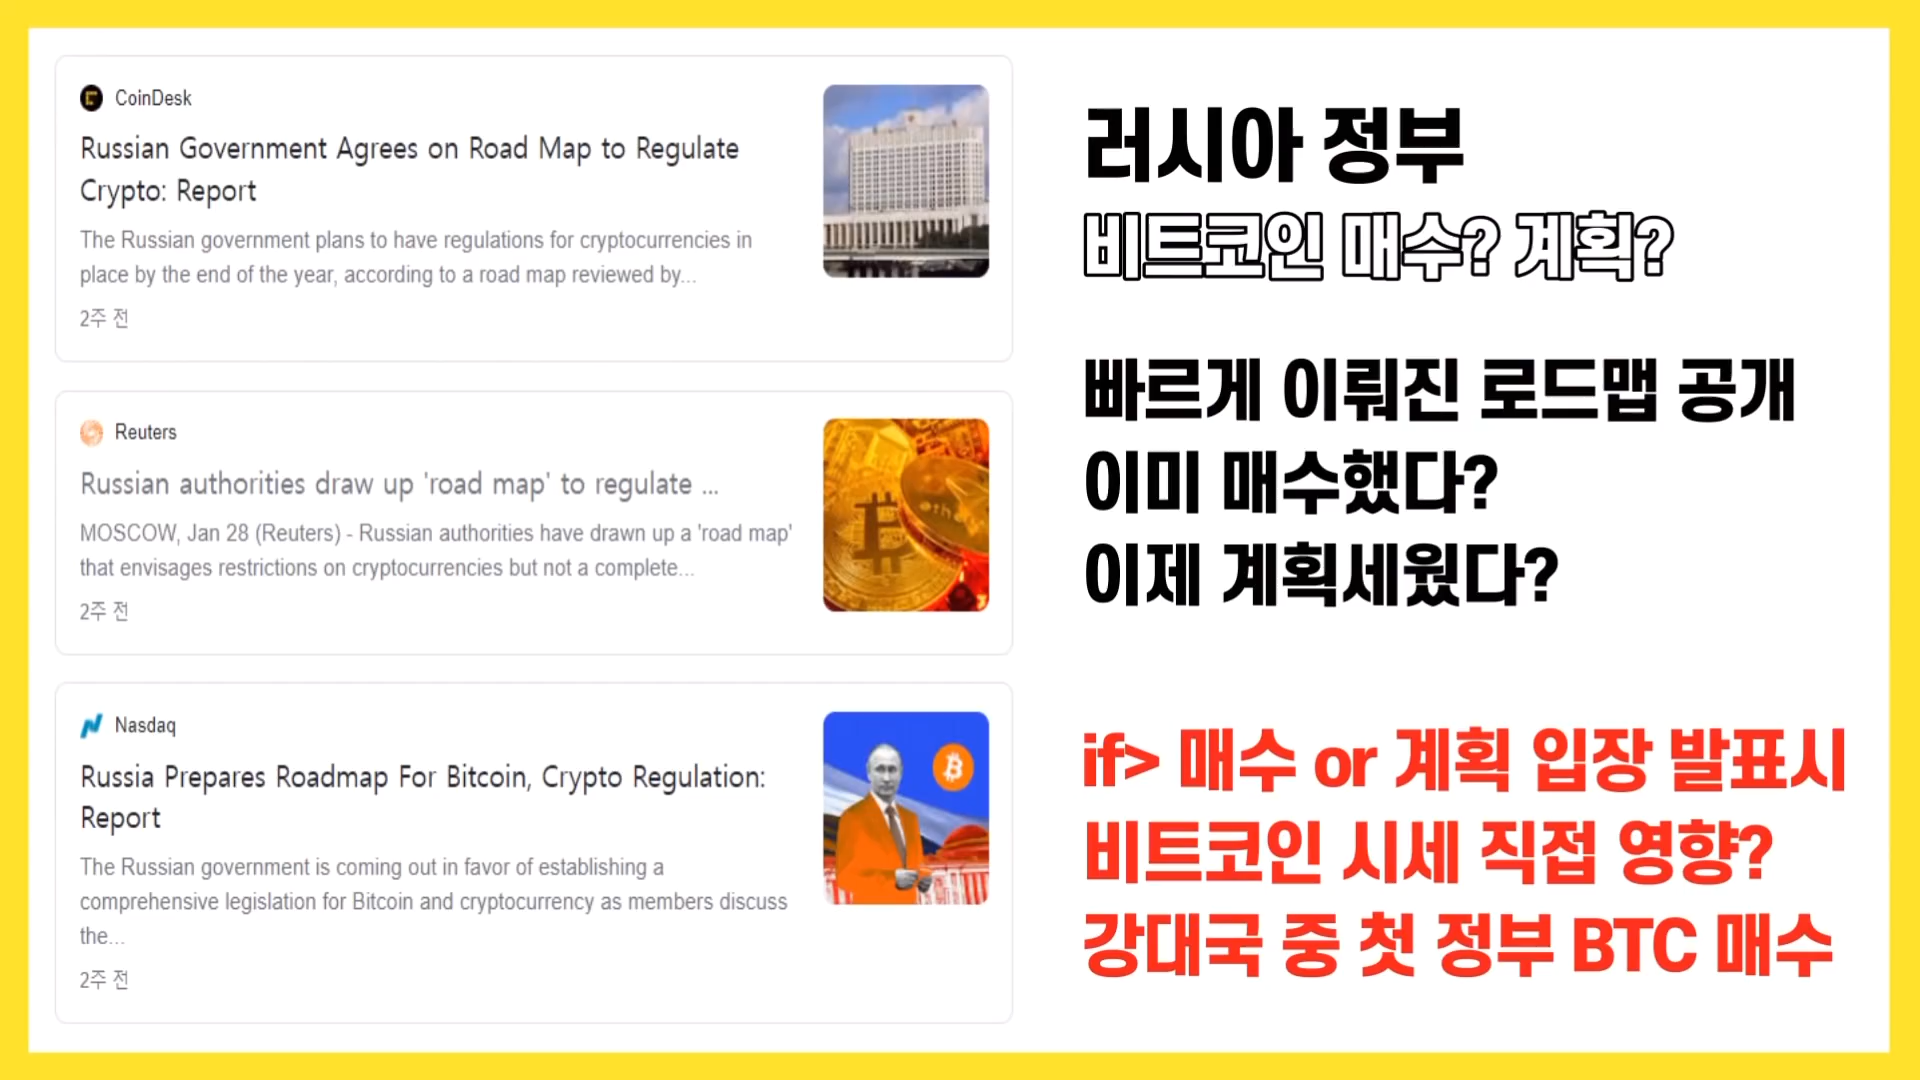 CoinDesk
Russian Government Agrees on Road Map to Regulate
Crypto: Report
The Russian government plans to have regulations for cryptocurrencies in
place by the end of the year, according to a road map reviewed by...
2주 전
Reuters
Russian authorities draw up 'road map' to regulate ...
MOSCOW, Jan 28 (Reuters) - Russian authorities have drawn up a 'road map'
that envisages restrictions on cryptocurrencies but not a complete...
2주 전
Nasdaq
Russia Prepares Roadmap For Bitcoin, Crypto Regulation:
Report
The Russian government is coming out in favor of establishing a
comprehensive legislation for Bitcoin and cryptocurrency as members discuss
the...
2주 전
러시아 정부
비트코인 매수? 계획?
빠르게 이뤄진 로드맵 공개
이미 매수했다?
이제 계획세웠다?
if> 매수 or 계획 입장 발표시
비트코인 시세 직접 영향?
강대국 중 첫 정부 BTC 매수